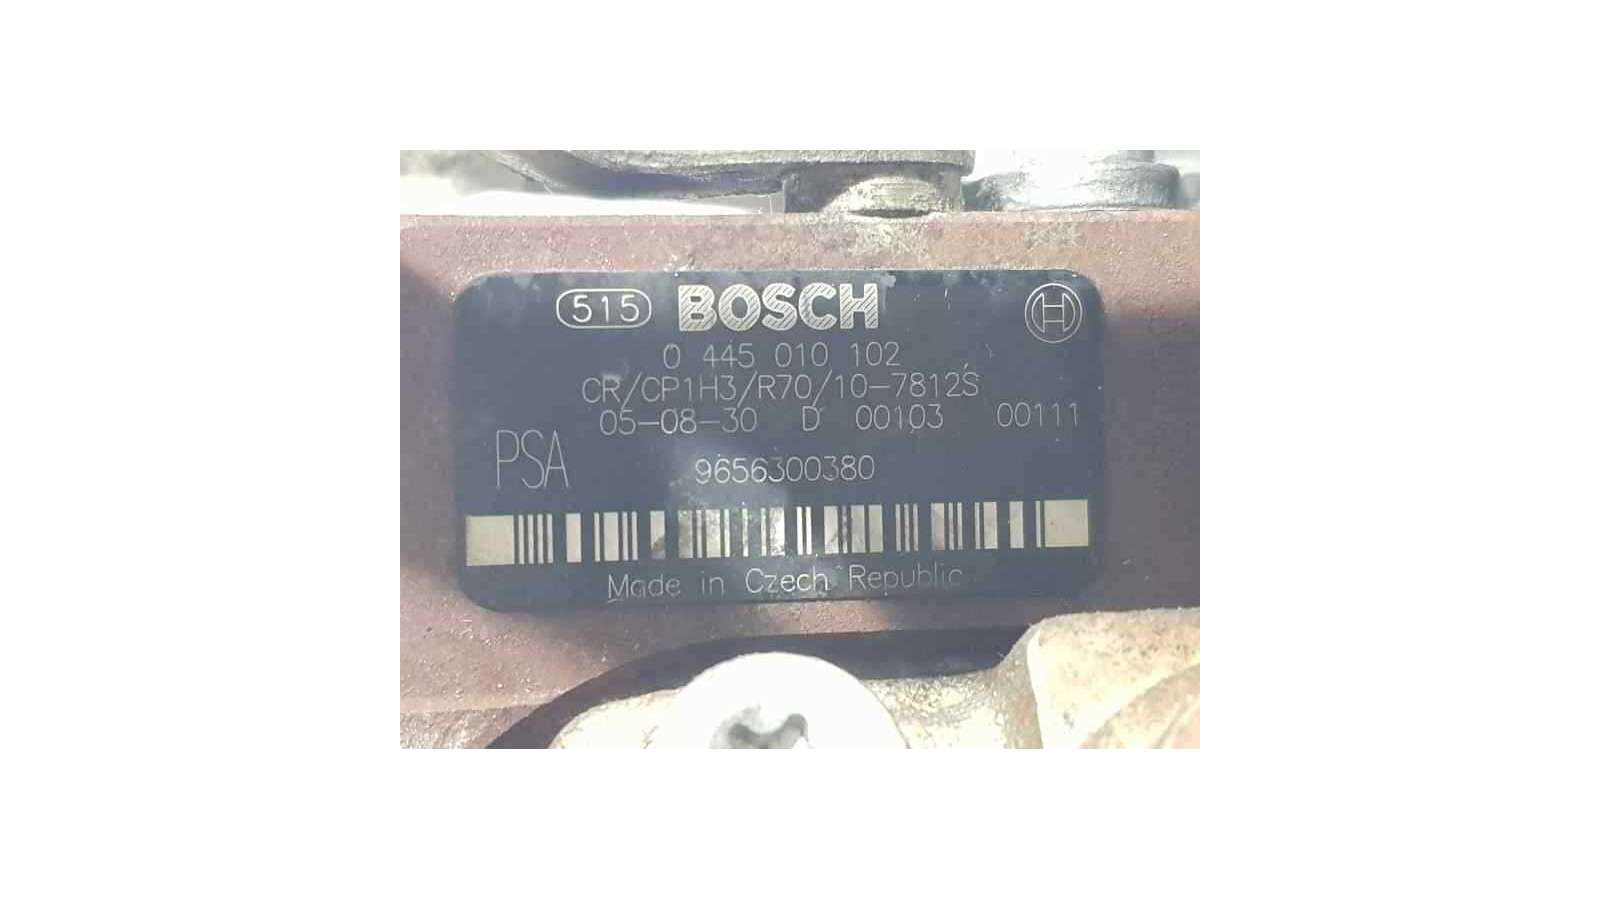 515 BOSCH
0 445 010 102
CR/CP1H3/R70/10-7812S
05-08-30 D 00103 00111
PSA 9656300380
Made in Czech Republic